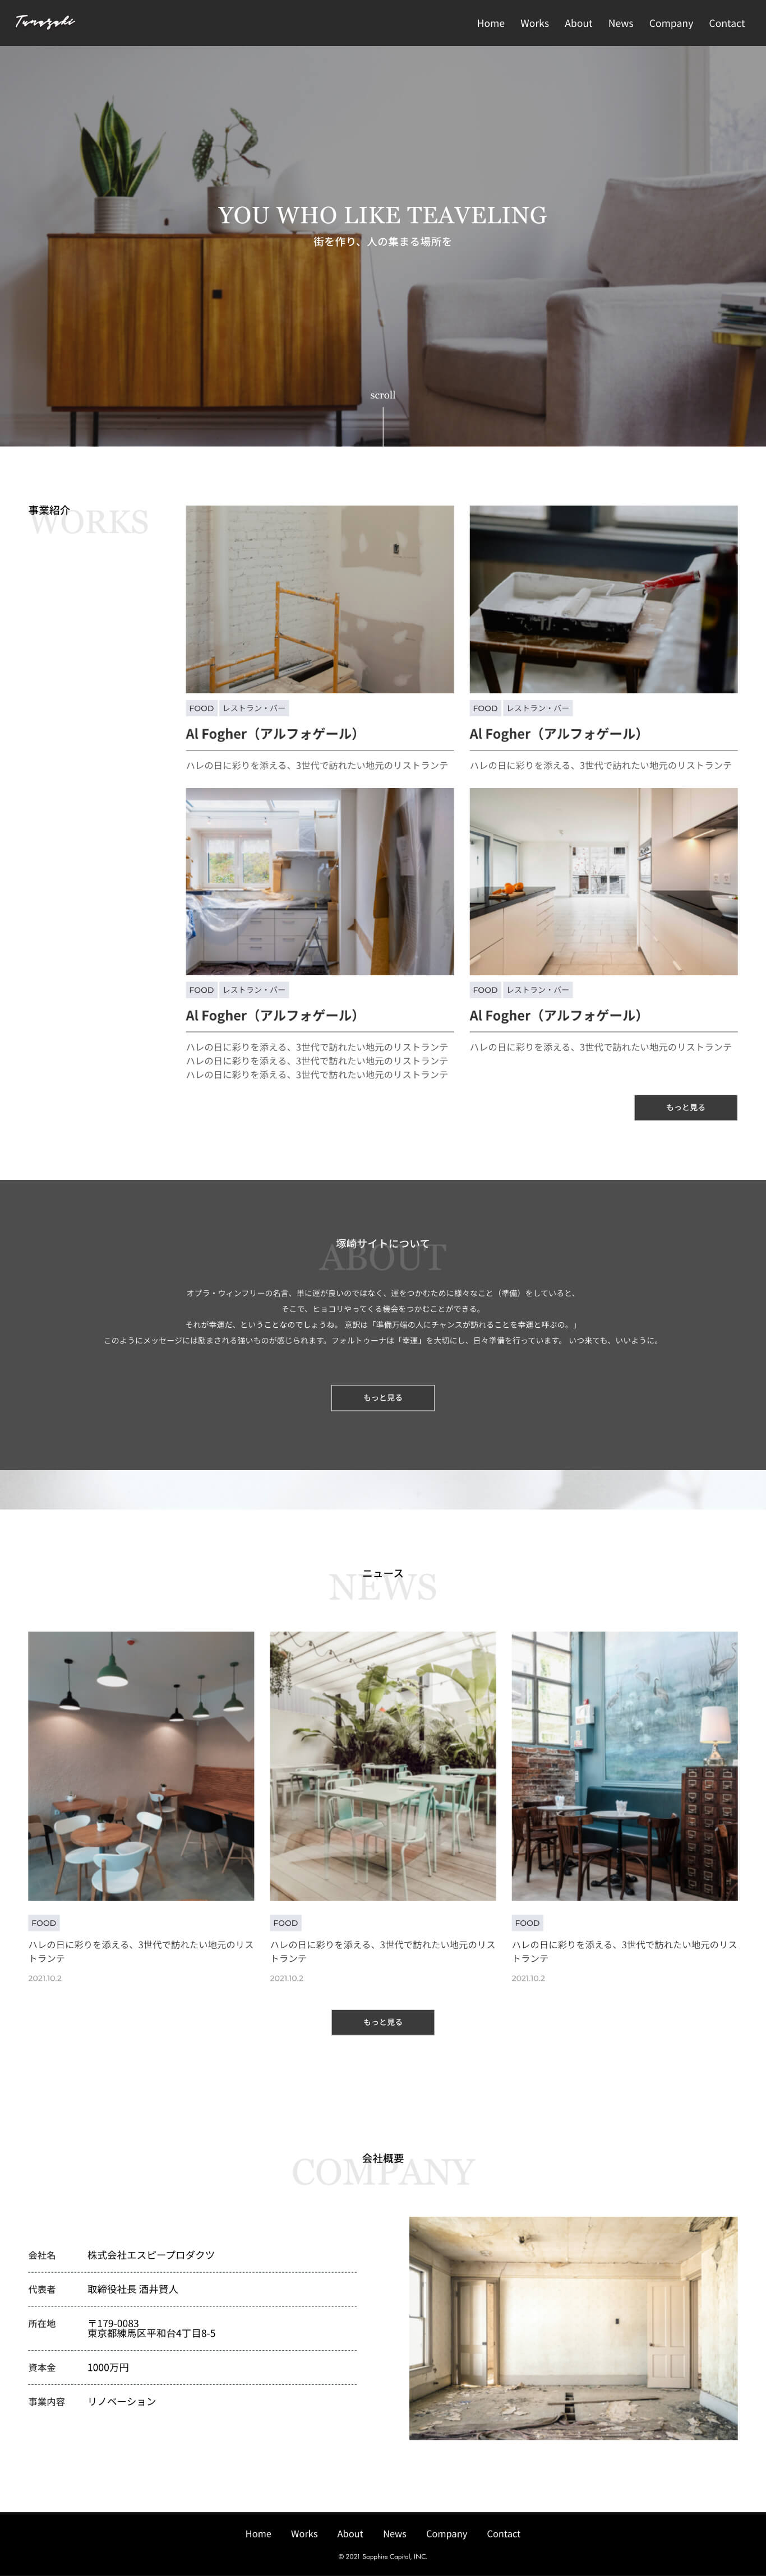 Tsukazaki
Home Works About News Company Contact
YOU WHO LIKE TEAVELING
街を作り、人の集まる場所を
scroll
事業紹介
WORKS
FOOD レストラン・バー
Al Fogher（アルフォゲール）
ハレの日に彩りを添える、3世代で訪れたい地元のリストランテ
FOOD レストラン・バー
Al Fogher（アルフォゲール）
ハレの日に彩りを添える、3世代で訪れたい地元のリストランテ
FOOD レストラン・バー
Al Fogher（アルフォゲール）
ハレの日に彩りを添える、3世代で訪れたい地元のリストランテ
ハレの日に彩りを添える、3世代で訪れたい地元のリストランテ
ハレの日に彩りを添える、3世代で訪れたい地元のリストランテ
FOOD レストラン・バー
Al Fogher（アルフォゲール）
ハレの日に彩りを添える、3世代で訪れたい地元のリストランテ
もっと見る
塚崎サイトについて
ABOUT
オプラ・ウィンフリーの名言、単に運が良いのではなく、運をつかむために様々なこと（準備）をしていると、
そこで、ヒョコリやってくる機会をつかむことができる。
それが幸運だ、ということなのでしょうね。 意訳は「準備万端の人にチャンスが訪れることを幸運と呼ぶの。」
このようにメッセージには励まされる強いものが感じられます。フォルトゥーナは「幸運」を大切にし、日々準備を行っています。 いつ来ても、いいように。
もっと見る
ニュース
NEWS
FOOD
ハレの日に彩りを添える、3世代で訪れたい地元のリス
トランテ
2021.10.2
FOOD
ハレの日に彩りを添える、3世代で訪れたい地元のリス
トランテ
2021.10.2
FOOD
ハレの日に彩りを添える、3世代で訪れたい地元のリス
トランテ
2021.10.2
もっと見る
会社概要
COMPANY
会社名 株式会社エスピープロダクツ
代表者 取締役社長 酒井賢人
所在地 〒179-0083
東京都練馬区平和台4丁目8-5
資本金 1000万円
事業内容 リノベーション
Home Works About News Company Contact
© 2021 Sapphire Capital, INC.